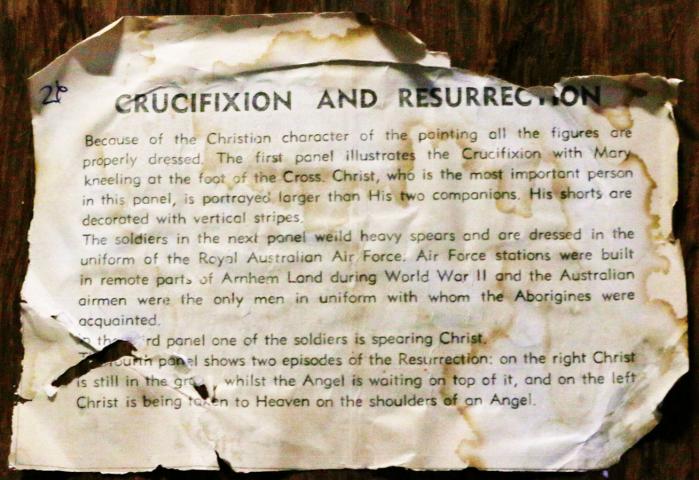 CRUCIFIXION AND RESURRECTION
Because of the Christian character of the painting all the figures are
properly dressed. The first panel illustrates the Crucifixion with Mary
kneeling at the foot of the Cross. Christ, who is the most important person
in this panel, is portrayed larger than His two companions. His shorts are
decorated with vertical stripes.
The soldiers in the next panel weild heavy spears and are dressed in the
uniform of the Royal Australian Air Force. Air Force stations were built
in remote parts of Arnhem Land during World War II and the Australian
airmen were the only men in uniform with whom the Aborigines were
acquainted.
n the rd panel one of the soldiers is spearing Christ.
fourth panel shows two episodes of the Resurrection: on the right Christ
is still in the whilst the Angel is waiting on top of it, and on the left
Christ is being taken to Heaven on the shoulders of an Angel.